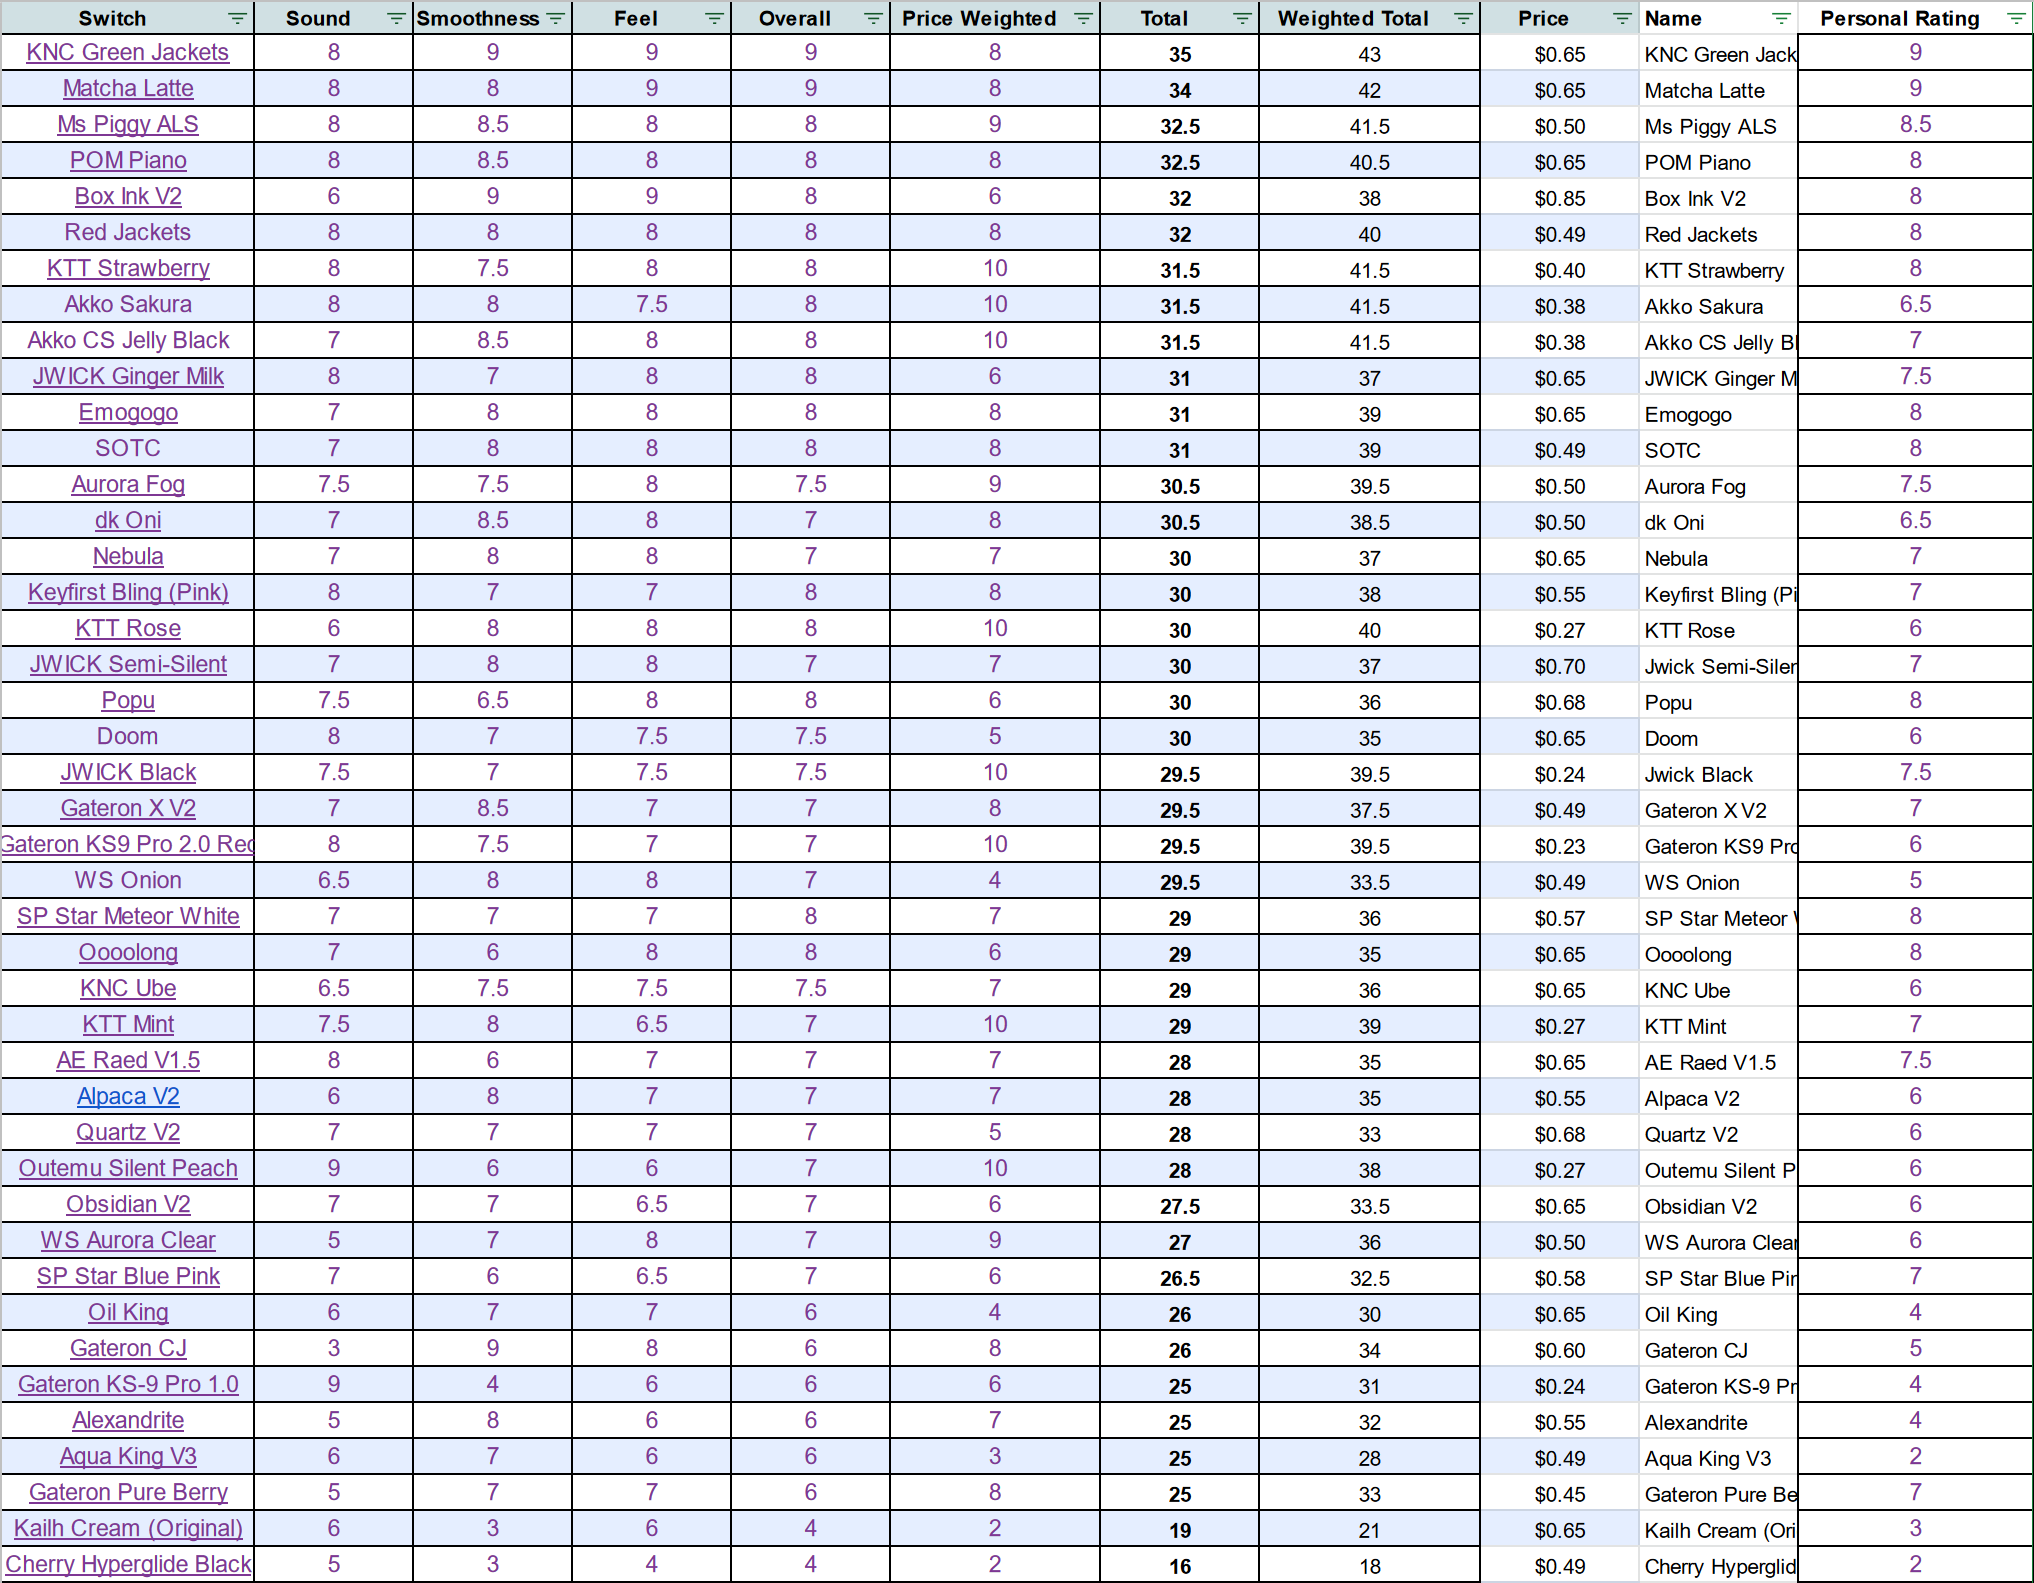 Switch Sound Smoothness Feel Overall Price Weighted Total Weighted Total Price Name Personal Rating
KNC Green Jackets 8 9 9 9 8 35 43 $0.65 KNC Green Jack 9
Matcha Latte 8 8 9 9 8 34 42 $0.65 Matcha Latte 9
Ms Piggy ALS 8 8.5 8 8 9 32.5 41.5 $0.50 Ms Piggy ALS 8.5
POM Piano 8 8.5 8 8 8 32.5 40.5 $0.65 POM Piano 8
Box Ink V2 6 9 9 8 6 32 38 $0.85 Box Ink V2 8
Red Jackets 8 8 8 8 8 32 40 $0.49 Red Jackets 8
KTT Strawberry 8 7.5 8 8 10 31.5 41.5 $0.40 KTT Strawberry 8
Akko Sakura 8 8 7.5 8 10 31.5 41.5 $0.38 Akko Sakura 6.5
Akko CS Jelly Black 7 8.5 8 8 10 31.5 41.5 $0.38 Akko CS Jelly Bl 7
JWICK Ginger Milk 8 7 8 8 6 31 37 $0.65 JWICK Ginger M 7.5
Emogogo 7 8 8 8 8 31 39 $0.65 Emogogo 8
SOTC 7 8 8 8 8 31 39 $0.49 SOTC 8
Aurora Fog 7.5 7.5 8 7.5 9 30.5 39.5 $0.50 Aurora Fog 7.5
dk Oni 7 8.5 8 7 8 30.5 38.5 $0.50 dk Oni 6.5
Nebula 7 8 8 7 7 30 37 $0.65 Nebula 7
Keyfirst Bling (Pink) 8 7 7 8 8 30 38 $0.55 Keyfirst Bling (Pi 7
KTT Rose 6 8 8 8 10 30 40 $0.27 KTT Rose 6
JWICK Semi-Silent 7 8 8 7 7 30 37 $0.70 Jwick Semi-Siler 7
Popu 7.5 6.5 8 8 6 30 36 $0.68 Popu 8
Doom 8 7 7.5 7.5 5 30 35 $0.65 Doom 6
JWICK Black 7.5 7 7.5 7.5 10 29.5 39.5 $0.24 Jwick Black 7.5
Gateron X V2 7 8.5 7 7 8 29.5 37.5 $0.49 Gateron X V2 7
Gateron KS9 Pro 2.0 Red 8 7.5 7 7 10 29.5 39.5 $0.23 Gateron KS9 Pro 6
WS Onion 6.5 8 8 7 4 29.5 33.5 $0.49 WS Onion 5
SP Star Meteor White 7 7 7 8 7 29 36 $0.57 SP Star Meteor 8
Oooolong 7 6 8 8 6 29 35 $0.65 Oooolong 8
KNC Ube 6.5 7.5 7.5 7.5 7 29 36 $0.65 KNC Ube 6
KTT Mint 7.5 8 6.5 7 10 29 39 $0.27 KTT Mint 7
AE Raed V1.5 8 6 7 7 7 28 35 $0.65 AE Raed V1.5 7.5
Alpaca V2 6 8 7 7 7 28 35 $0.55 Alpaca V2 6
Quartz V2 7 7 7 7 5 28 33 $0.68 Quartz V2 6
Outemu Silent Peach 9 6 6 7 10 28 38 $0.27 Outemu Silent P 6
Obsidian V2 7 7 6.5 7 6 27.5 33.5 $0.65 Obsidian V2 6
WS Aurora Clear 5 7 8 7 9 27 36 $0.50 WS Aurora Clear 6
SP Star Blue Pink 7 6 6.5 7 6 26.5 32.5 $0.58 SP Star Blue Pir 7
Oil King 6 7 7 6 4 26 30 $0.65 Oil King 4
Gateron CJ 3 9 8 6 8 26 34 $0.60 Gateron CJ 5
Gateron KS-9 Pro 1.0 9 4 6 6 6 25 31 $0.24 Gateron KS-9 Pr 4
Alexandrite 5 8 6 6 7 25 32 $0.55 Alexandrite 4
Aqua King V3 6 7 6 6 3 25 28 $0.49 Aqua King V3 2
Gateron Pure Berry 5 7 7 6 8 25 33 $0.45 Gateron Pure Be 7
Kailh Cream (Original) 6 3 6 4 2 19 21 $0.65 Kailh Cream (Ori 3
Cherry Hyperglide Black 5 3 4 4 2 16 18 $0.49 Cherry Hyperglid 2